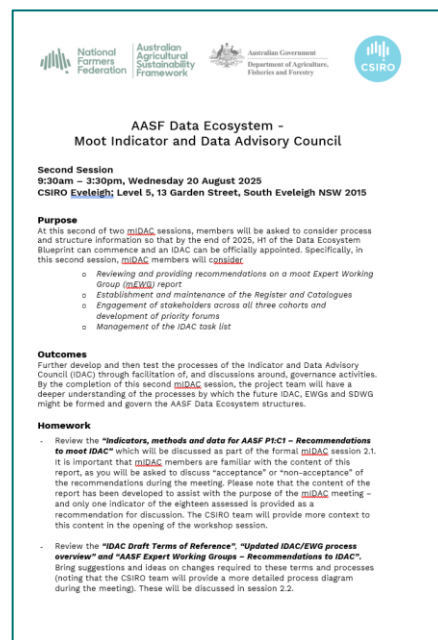 National
Farmers
Federation
Australian
Agricultural
Sustainability
Framework
Australian Government
Department of Agriculture,
Fisheries and Forestry
CSIRO
AASF Data Ecosystem -
Moot Indicator and Data Advisory Council
Second Session
9:30am – 3:30pm, Wednesday 20 August 2025
CSIRO Eveleigh; Level 5, 13 Garden Street, South Eveleigh NSW 2015
Purpose
At this second of two mIDAC sessions, members will be asked to consider
process and structure information so that by the end of 2025, H1 of the Data Ecosystem
Blueprint can commence and an IDAC can be officially appointed. Specifically, in
this second session, mIDAC members will consider
o Reviewing and providing recommendations on a moot Expert Working
Group (mEWG) report
o Establishment and maintenance of the Register and Catalogues
o Engagement of stakeholders across all three cohorts and
development of priority forums
o Management of the IDAC task list
Outcomes
Further develop and then test the processes of the Indicator and Data Advisory
Council (IDAC) through facilitation of, and discussions around, governance activities.
By the completion of this second mIDAC session, the project team will have a
deeper understanding of the processes by which the future IDAC, EWGs and SDWG
might be formed and govern the AASF Data Ecosystem structures.
Homework
- Review the “Indicators, methods and data for AASF P1:C1 – Recommendations
to moot IDAC” which will be discussed as part of the formal mIDAC session 2.1.
It is important that mIDAC members are familiar with the content of this
report, as you will be asked to discuss “acceptance” or “non-acceptance” of
the recommendations during the meeting. Please note that the content of the
report has been developed to assist with the purpose of the mIDAC meeting –
and only one indicator of the eighteen assessed is provided as a
recommendation for discussion. The CSIRO team will provide more context to
this content in the opening of the workshop session.
- Review the “IDAC Draft Terms of Reference”, “Updated IDAC/EWG process
overview” and “AASF Expert Working Groups – Recommendations to IDAC”.
Bring suggestions and ideas on changes required to these terms and processes
(noting that the CSIRO team will provide a more detailed process diagram
during the meeting). These will be discussed in session 2.2.